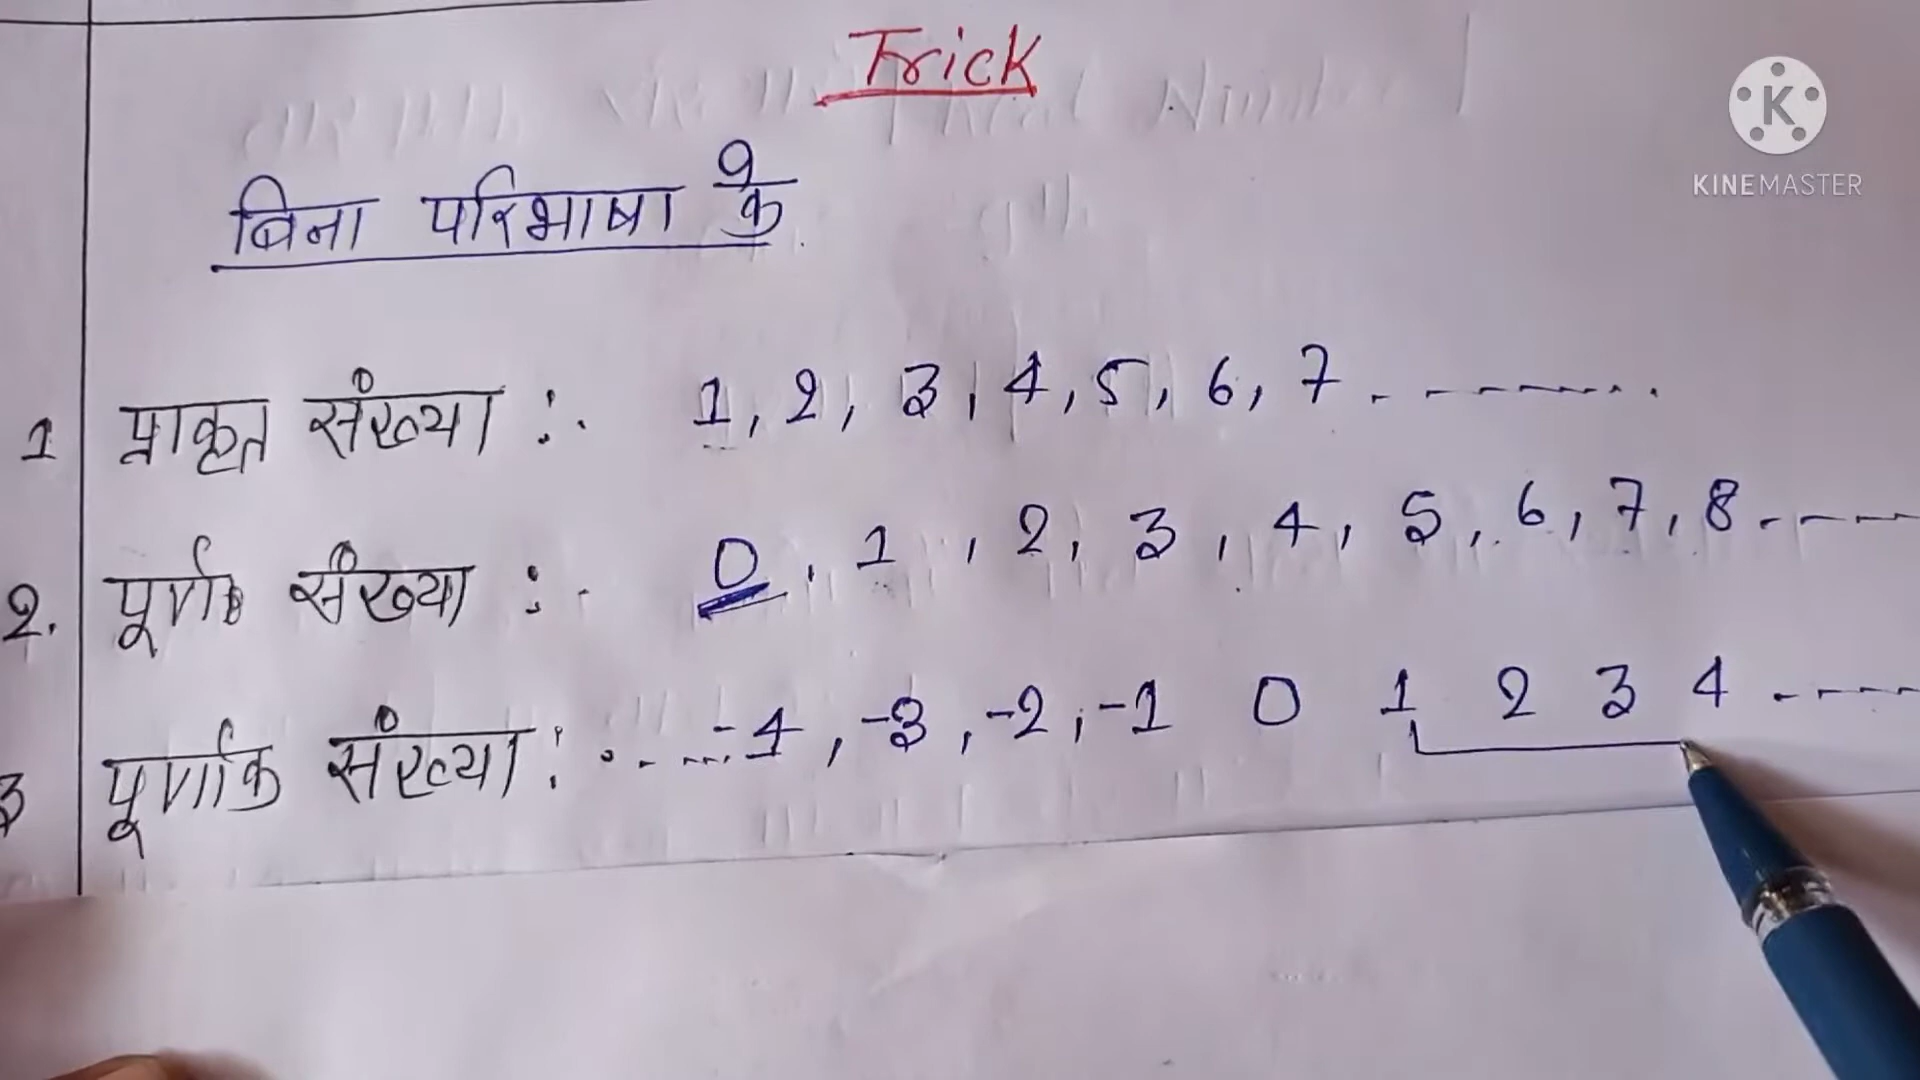 Trick
KINEMASTER
बिना परिभाषा के
1 प्राकृत संख्या :- 1, 2, 3, 4, 5, 6, 7 - - - - - - - -
2. पूर्ण संख्या :- 0, 1, 2, 3, 4, 5, 6, 7, 8 - - - - -
3 पूर्णांक संख्या :- - - - - -4, -3, -2, -1 0 1 2 3 4 - - - - -